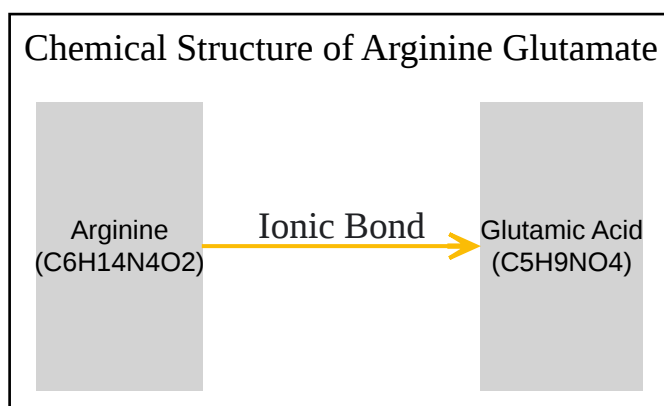 Chemical Structure of Arginine Glutamate
Arginine
(C6H14N4O2)
Ionic Bond
Glutamic Acid
(C5H9NO4)